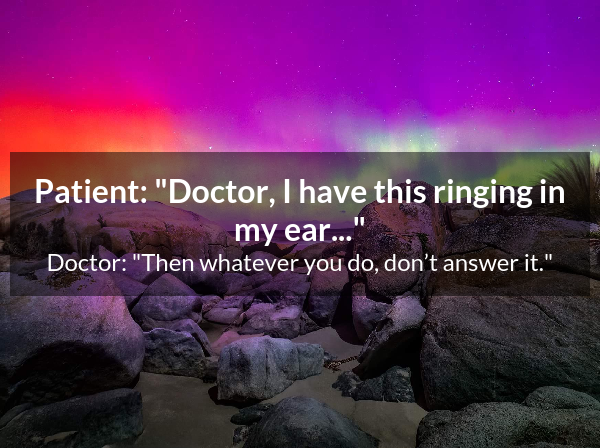 Patient: "Doctor, I have this ringing in
my ear..."
Doctor: "Then whatever you do, don’t answer it."